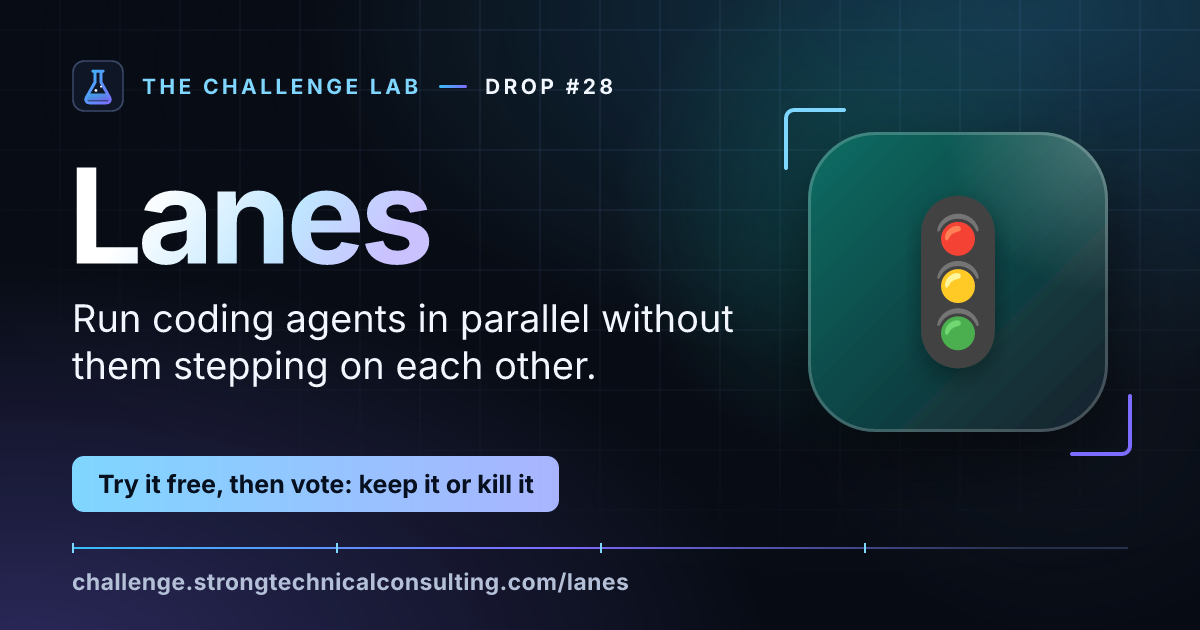 THE CHALLENGE LAB — DROP #28
Lanes
Run coding agents in parallel without
them stepping on each other.
Try it free, then vote: keep it or kill it
challenge.strongtechnicalconsulting.com/lanes